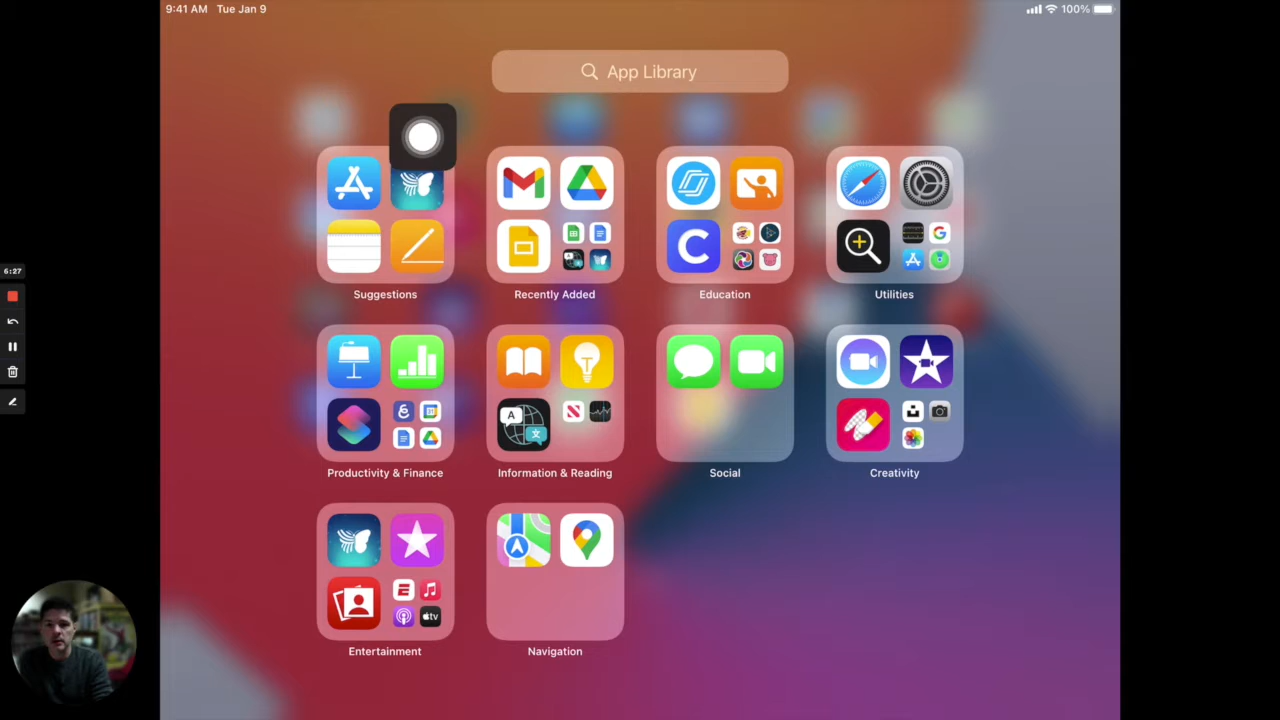 9:41 AM Tue Jan 9
100%
App Library
6:27
Suggestions
Recently Added
Education
Utilities
Productivity & Finance
Information & Reading
Social
Creativity
Entertainment
Navigation